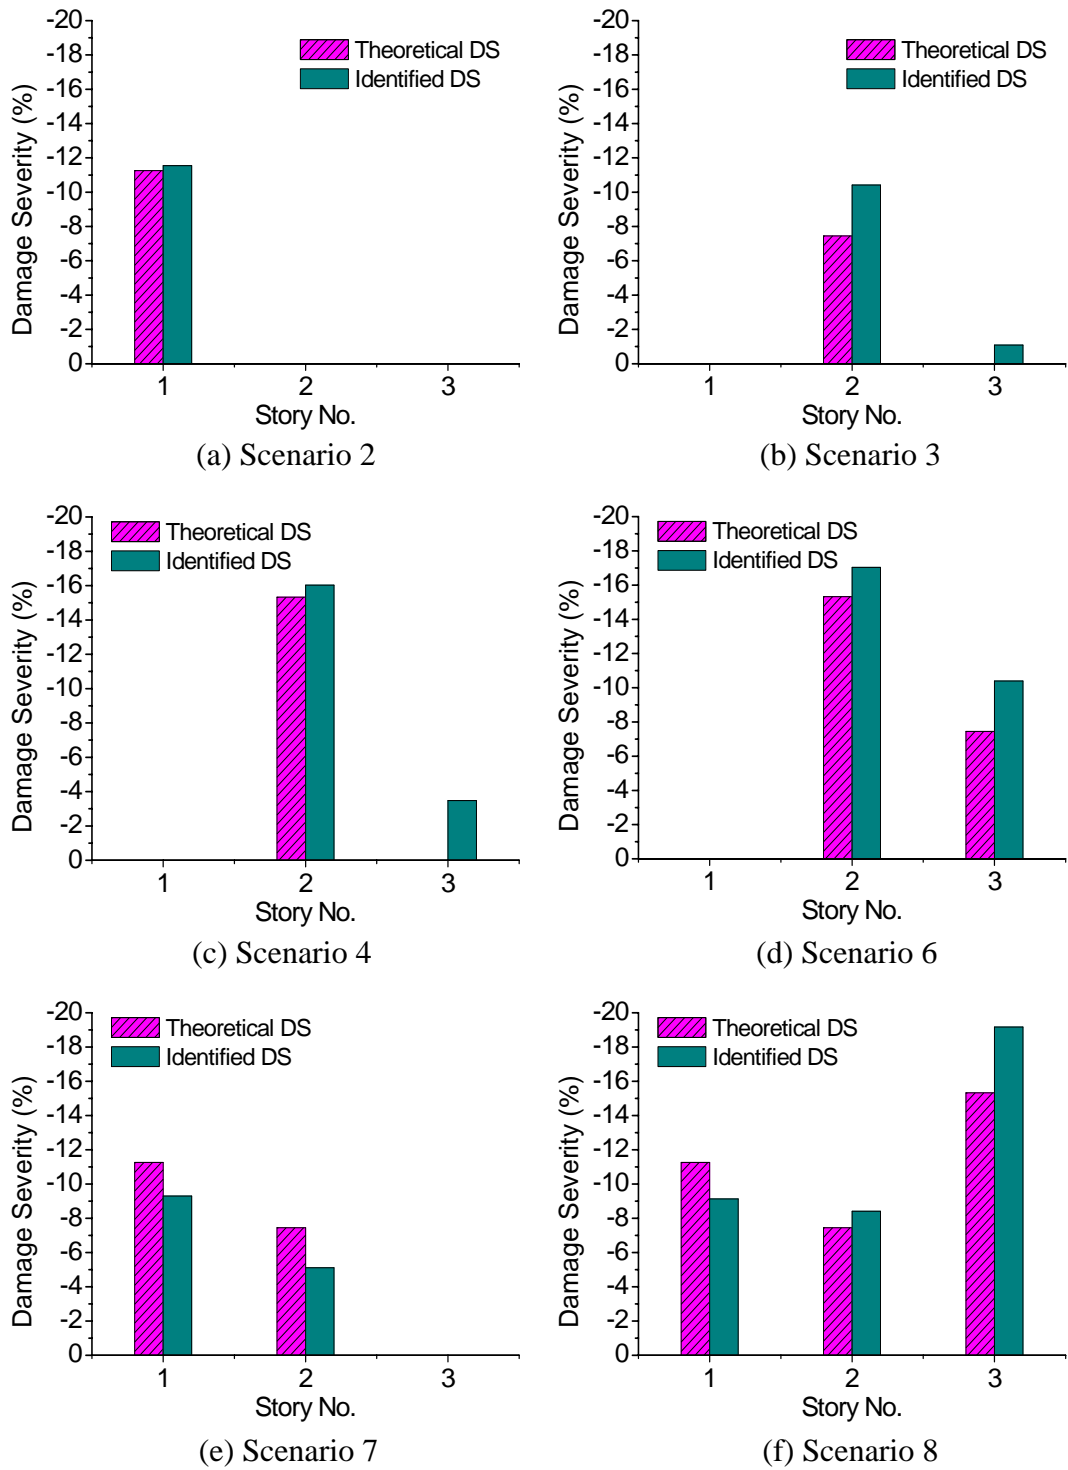 -20
-18
-16
-14
-12
-10
-8
-6
-4
-2
0
Damage Severity (%)
Theoretical DS
Identified DS
1 2 3
Story No.
(a) Scenario 2
-20
-18
-16
-14
-12
-10
-8
-6
-4
-2
0
Damage Severity (%)
Theoretical DS
Identified DS
1 2 3
Story No.
(b) Scenario 3
-20
-18
-16
-14
-12
-10
-8
-6
-4
-2
0
Damage Severity (%)
Theoretical DS
Identified DS
1 2 3
Story No.
(c) Scenario 4
-20
-18
-16
-14
-12
-10
-8
-6
-4
-2
0
Damage Severity (%)
Theoretical DS
Identified DS
1 2 3
Story No.
(d) Scenario 6
-20
-18
-16
-14
-12
-10
-8
-6
-4
-2
0
Damage Severity (%)
Theoretical DS
Identified DS
1 2 3
Story No.
(e) Scenario 7
-20
-18
-16
-14
-12
-10
-8
-6
-4
-2
0
Damage Severity (%)
Theoretical DS
Identified DS
1 2 3
Story No.
(f) Scenario 8